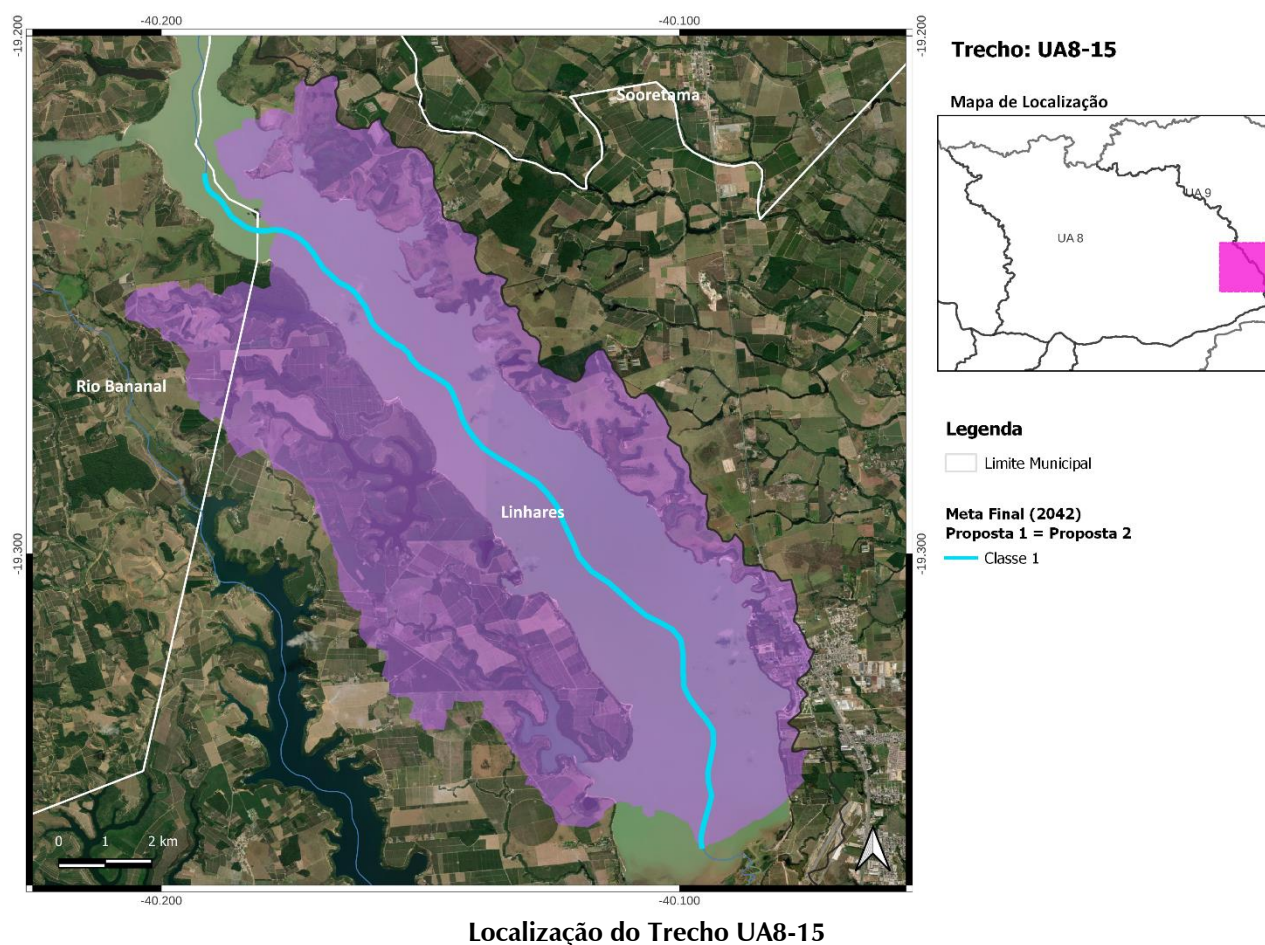 -40.200
-40.100
-19.200
-19.200
Trecho: UA8-15
Sooretama
Mapa de Localização
UA 9
UA 8
Rio Bananal
Legenda
Limite Municipal
Linhares
Meta Final (2042)
Proposta 1 = Proposta 2
Classe 1
-19.300
-19.300
0 1 2 km
-40.200
-40.100
Localização do Trecho UA8-15